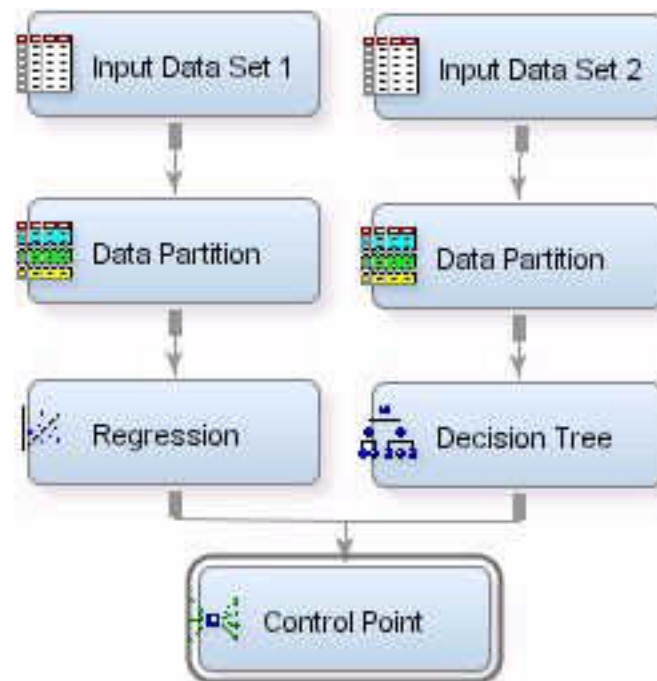 Input Data Set 1
Input Data Set 2
Data Partition
Data Partition
Regression
Decision Tree
Control Point